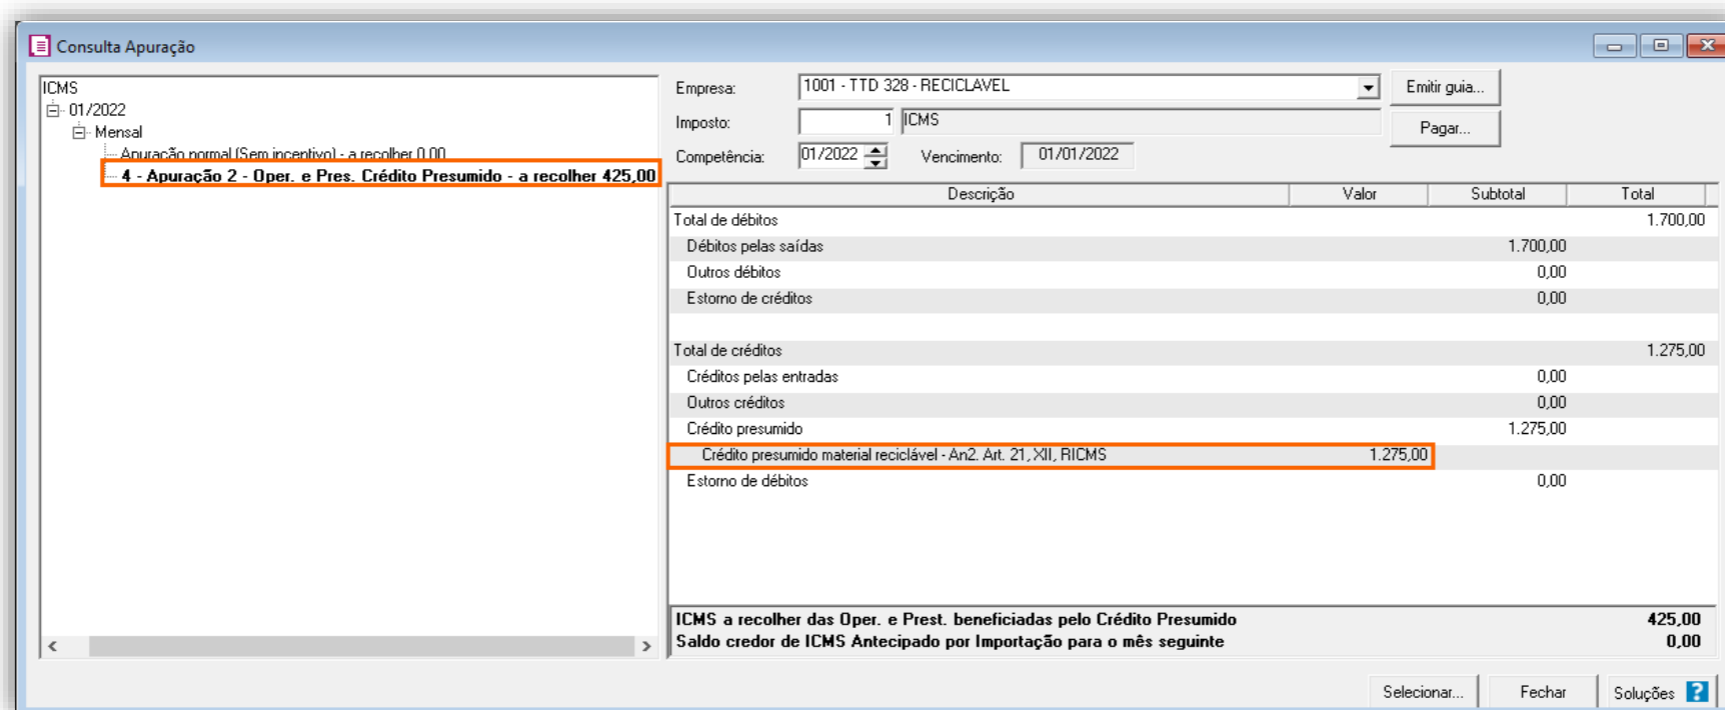 Consulta Apuração
ICMS
01/2022
Mensal
Apuração normal (Sem incentivo) - a recolher 0,00
4 - Apuração 2 - Oper. e Pres. Crédito Presumido - a recolher 425,00
Empresa: 1001 - TTD 328 - RECICLAVEL Emitir guia...
Imposto: 1 ICMS Pagar...
Competência: 01/2022 Vencimento: 01/01/2022
Descrição Valor Subtotal Total
Total de débitos 1.700,00
Débitos pelas saídas 1.700,00
Outros débitos 0,00
Estorno de créditos 0,00
Total de créditos 1.275,00
Créditos pelas entradas 0,00
Outros créditos 0,00
Crédito presumido 1.275,00
Crédito presumido material reciclável - An2. Art. 21, XII, RICMS 1.275,00
Estorno de débitos 0,00
ICMS a recolher das Oper. e Prest. beneficiadas pelo Crédito Presumido 425,00
Saldo credor de ICMS Antecipado por Importação para o mês seguinte 0,00
Selecionar... Fechar Soluções ?